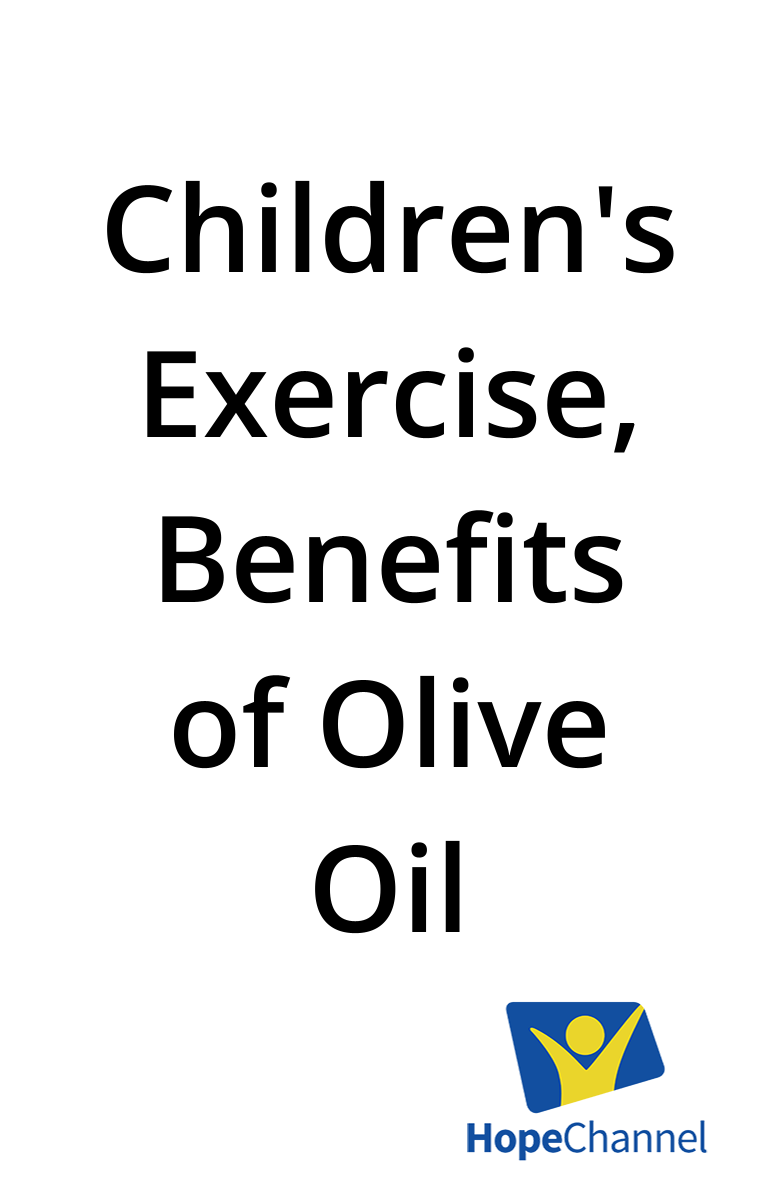 Children's
Exercise,
Benefits
of Olive
Oil
HopeChannel